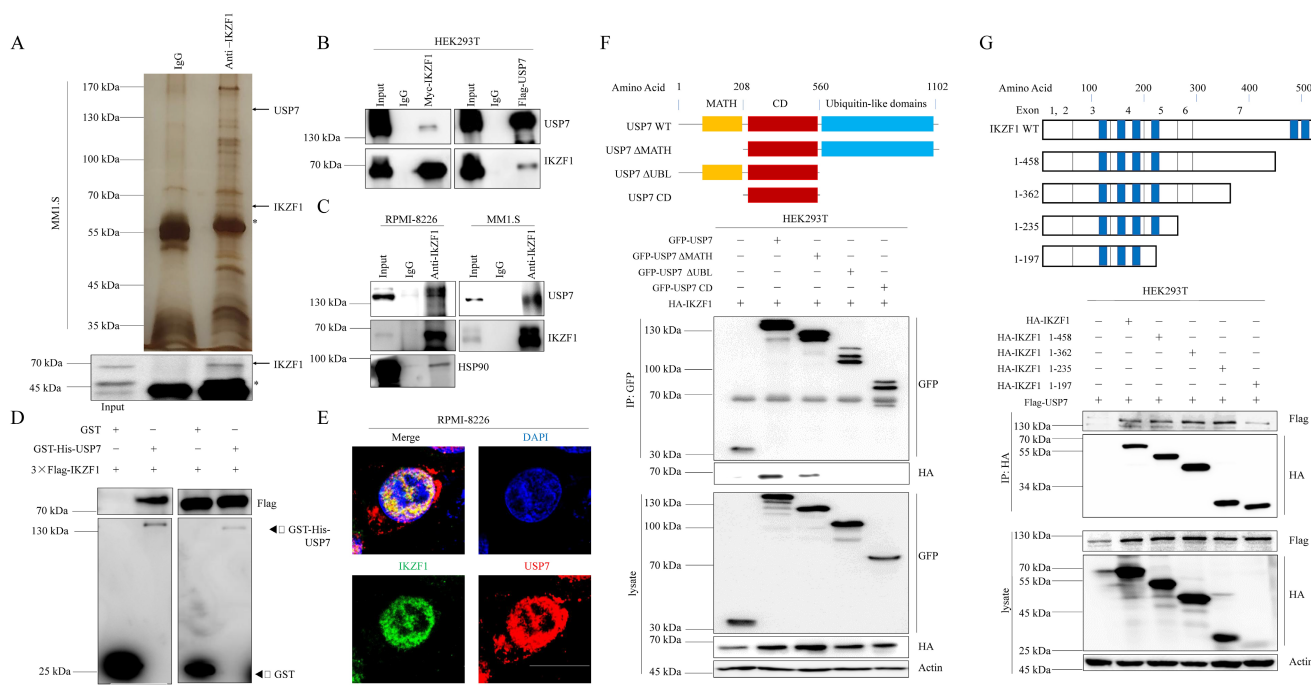 A
IgG
Anti –IKZF1
MM1.S
170 kDa
130 kDa
100 kDa
70 kDa
55 kDa
45 kDa
35 kDa
USP7
IKZF1
*
70 kDa
45 kDa
IKZF1
*
Input
B
HEK293T
Input
IgG
Myc-IKZF1
Input
IgG
Flag-USP7
130 kDa
70 kDa
USP7
IKZF1
C
RPMI-8226
MM1.S
Input
IgG
Anti-IkZF1
Input
IgG
Anti-IKZF1
130 kDa
70 kDa
100 kDa
USP7
IKZF1
HSP90
D
GST + − + −
GST-His-USP7 − + − +
3×Flag-IKZF1 + + + +
70 kDa
130 kDa
25 kDa
Flag
GST-His-
USP7
GST
E
RPMI-8226
Merge
DAPI
IKZF1
USP7
F
Amino Acid 1 208 560 1102
MATH CD Ubiquitin-like domains
USP7 WT
USP7 ΔMATH
USP7 ΔUBL
USP7 CD
HEK293T
GFP-USP7 − + − − −
GFP-USP7 ΔMATH − − + − −
GFP-USP7 ΔUBL − − − + −
GFP-USP7 CD − − − − +
HA-IKZF1 + + + + +
IP: GFP
130 kDa
100 kDa
70 kDa
30 kDa
GFP
70 kDa
HA
lysate
130 kDa
100 kDa
70 kDa
30 kDa
GFP
70 kDa
HA
45 kDa
Actin
G
Amino Acid 100 200 300 400 500
Exon 1, 2 3 4 5 6 7
IKZF1 WT
1-458
1-362
1-235
1-197
HEK293T
HA-IKZF1 − + − − − −
HA-IKZF1 1-458 − − + − − −
HA-IKZF1 1-362 − − − + − −
HA-IKZF1 1-235 − − − − + −
HA-IKZF1 1-197 − − − − − +
Flag-USP7 + + + + + +
IP: HA
130 kDa
Flag
70 kDa
55 kDa
34 kDa
HA
lysate
130 kDa
Flag
70 kDa
55 kDa
45 kDa
35 kDa
25 kDa
HA
45 kDa
Actin